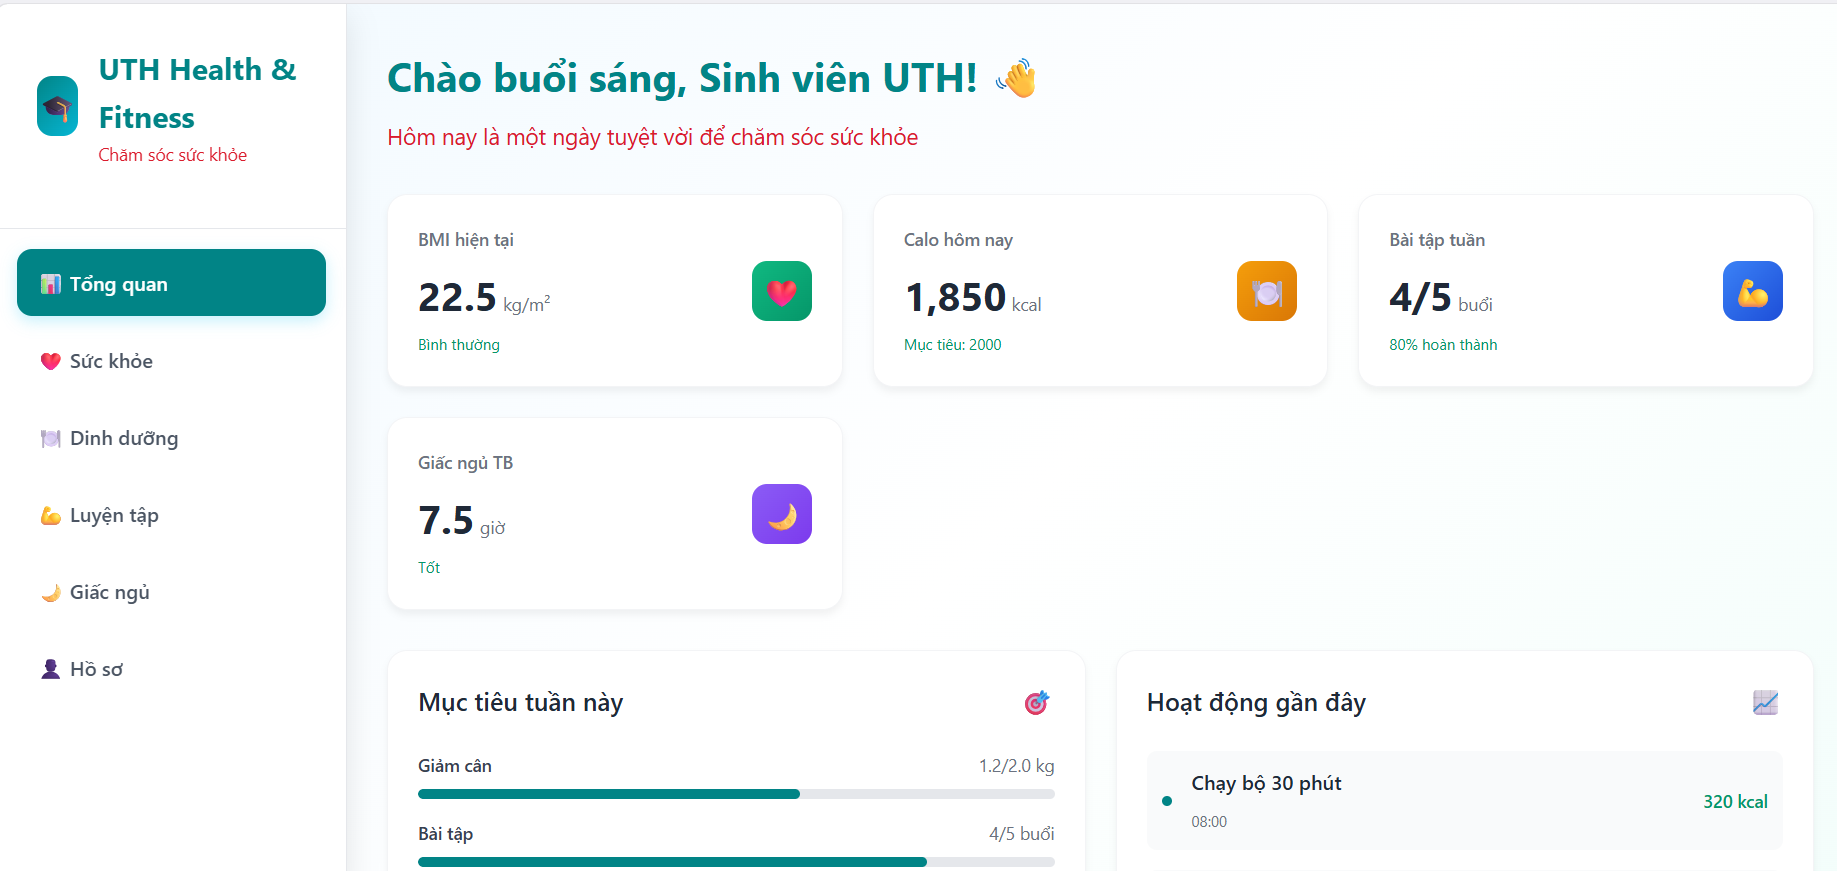 UTH Health &
Fitness
Chăm sóc sức khỏe
Tổng quan
Sức khỏe
Dinh dưỡng
Luyện tập
Giấc ngủ
Hồ sơ
Chào buổi sáng, Sinh viên UTH!
Hôm nay là một ngày tuyệt vời để chăm sóc sức khỏe
BMI hiện tại
22.5 kg/m²
Bình thường
Calo hôm nay
1,850 kcal
Mục tiêu: 2000
Bài tập tuần
4/5 buổi
80% hoàn thành
Giấc ngủ TB
7.5 giờ
Tốt
Mục tiêu tuần này
Giảm cân 1.2/2.0 kg
Bài tập 4/5 buổi
Hoạt động gần đây
Chạy bộ 30 phút
08:00
320 kcal